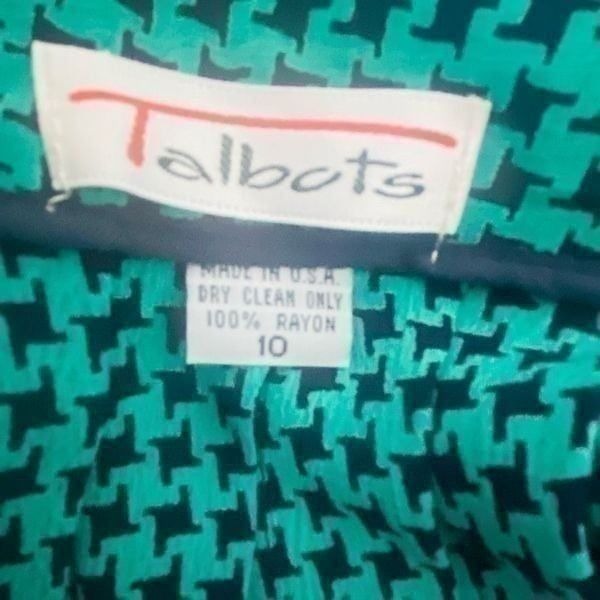 Talbots
MADE IN U.S.A.
DRY CLEAN ONLY
100% RAYON
10